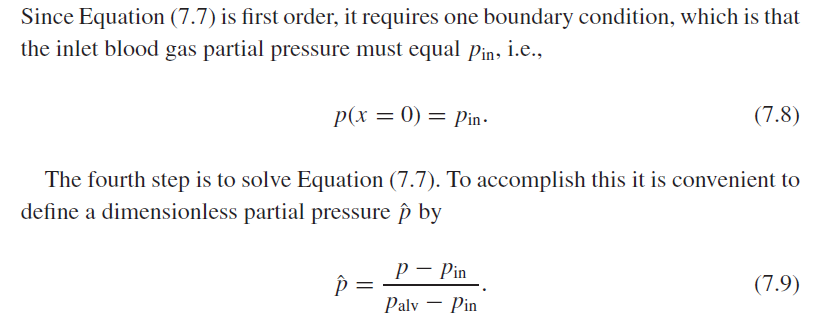 Since Equation (7.7) is first order, it requires one boundary condition, which is that
the inlet blood gas partial pressure must equal p_in, i.e.,
p(x = 0) = p_in. (7.8)
The fourth step is to solve Equation (7.7). To accomplish this it is convenient to
define a dimensionless partial pressure p̂ by
p̂ = (p − p_in) / (p_alv − p_in). (7.9)